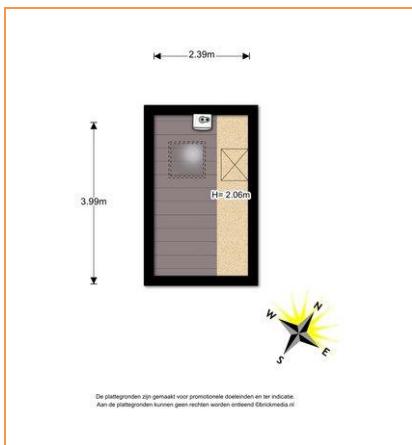 2.39m
3.99m
H= 2.06m
N
W
E
S
De plattegronden zijn gemaakt voor promotionele doeleinden en ter indicatie.
Aan de plattegronden kunnen geen rechten worden ontleend ©brickmedia.nl